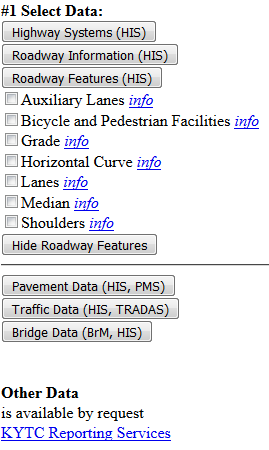 #1 Select Data:
Highway Systems (HIS)
Roadway Information (HIS)
Roadway Features (HIS)
Auxiliary Lanes info
Bicycle and Pedestrian Facilities info
Grade info
Horizontal Curve info
Lanes info
Median info
Shoulders info
Hide Roadway Features
Pavement Data (HIS, PMS)
Traffic Data (HIS, TRADAS)
Bridge Data (BrM, HIS)
Other Data
is available by request
KYTC Reporting Services